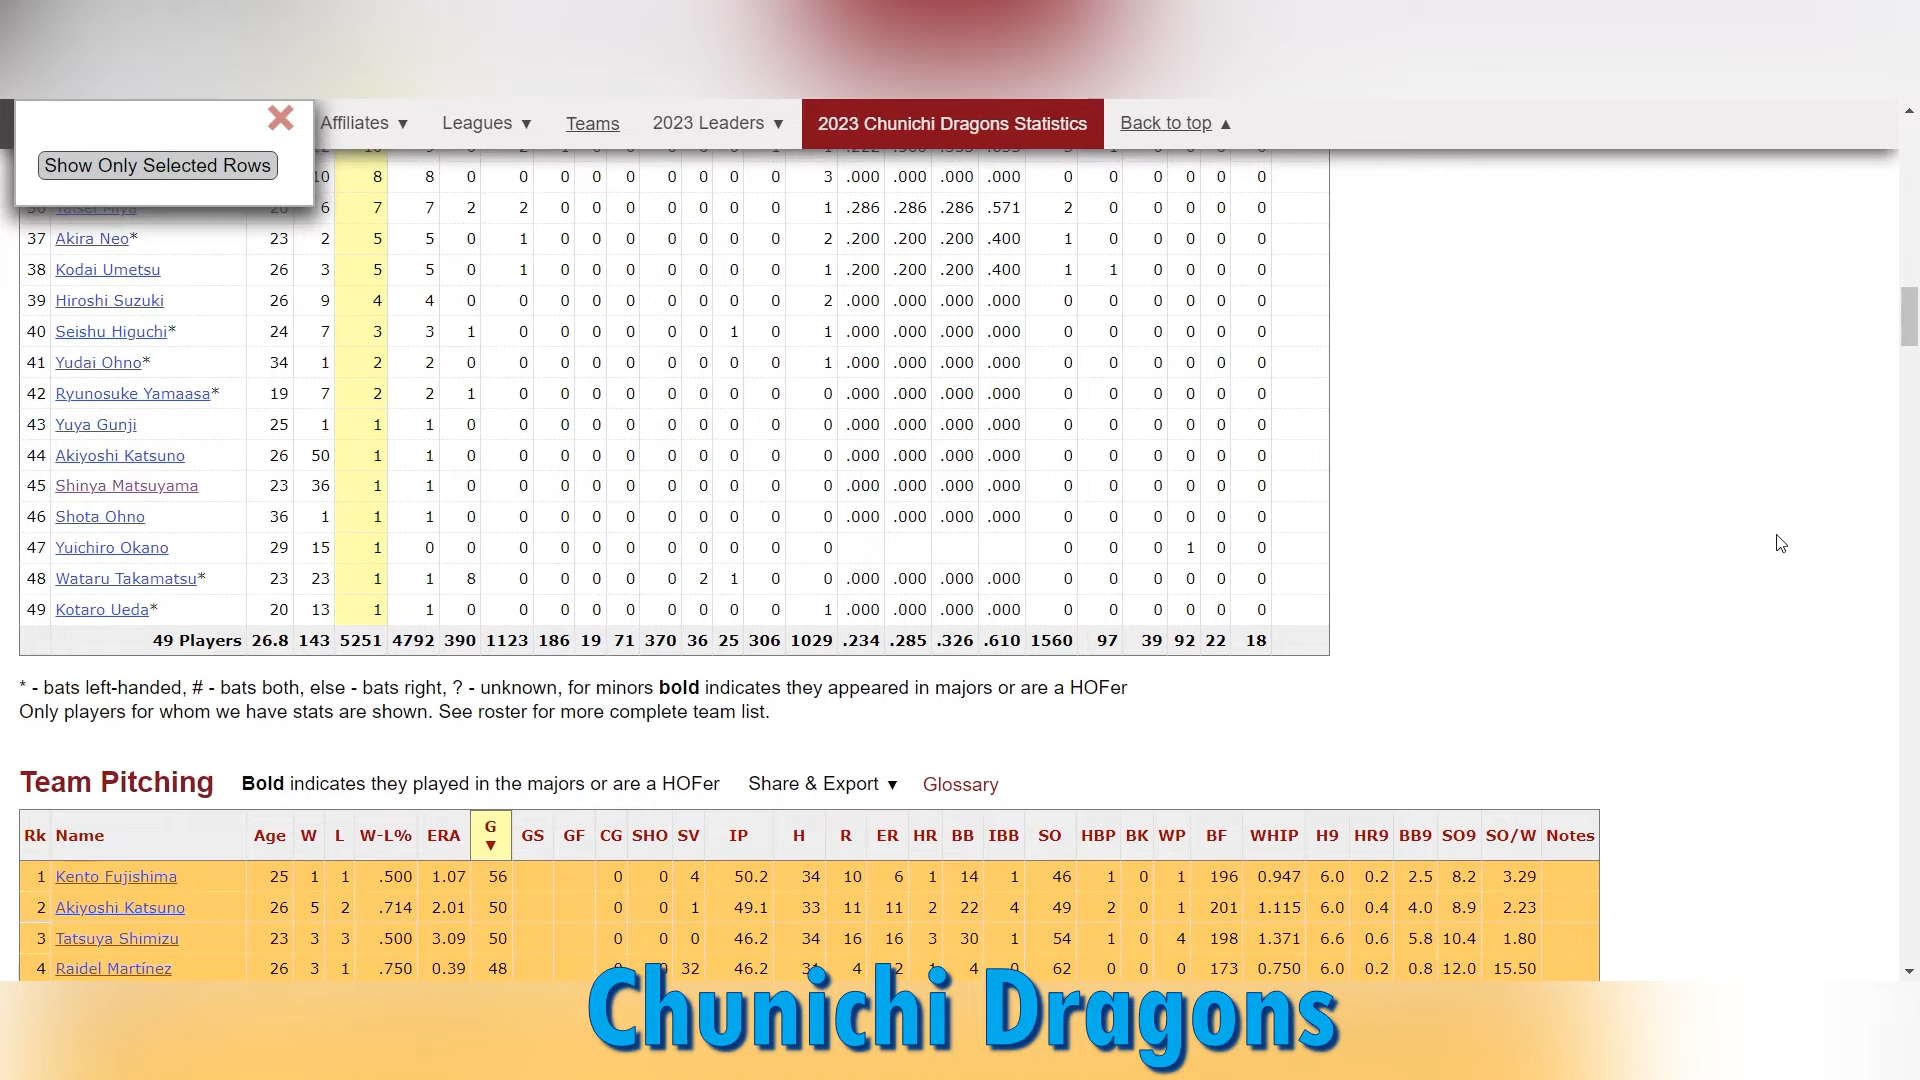 Affiliates ▼ Leagues ▼ Teams 2023 Leaders ▼ 2023 Chunichi Dragons Statistics Back to top ▲
Show Only Selected Rows
10 8 8 0 0 0 0 0 0 0 0 3 .000 .000 .000 .000 0 0 0 0 0 0
36 Taisei Miya 20 6 7 7 2 2 0 0 0 0 0 0 0 1 .286 .286 .286 .571 2 0 0 0 0 0
37 Akira Neo* 23 2 5 5 0 1 0 0 0 0 0 0 0 2 .200 .200 .200 .400 1 0 0 0 0 0
38 Kodai Umetsu 26 3 5 5 0 1 0 0 0 0 0 0 0 1 .200 .200 .200 .400 1 1 0 0 0 0
39 Hiroshi Suzuki 26 9 4 4 0 0 0 0 0 0 0 0 0 2 .000 .000 .000 .000 0 0 0 0 0 0
40 Seishu Higuchi* 24 7 3 3 1 0 0 0 0 0 0 1 0 1 .000 .000 .000 .000 0 0 0 0 0 0
41 Yudai Ohno* 34 1 2 2 0 0 0 0 0 0 0 0 0 1 .000 .000 .000 .000 0 0 0 0 0 0
42 Ryunosuke Yamaasa* 19 7 2 2 1 0 0 0 0 0 0 0 0 0 .000 .000 .000 .000 0 0 0 0 0 0
43 Yuya Gunji 25 1 1 1 0 0 0 0 0 0 0 0 0 0 .000 .000 .000 .000 0 0 0 0 0 0
44 Akiyoshi Katsuno 26 50 1 1 0 0 0 0 0 0 0 0 0 0 .000 .000 .000 .000 0 0 0 0 0 0
45 Shinya Matsuyama 23 36 1 1 0 0 0 0 0 0 0 0 0 0 .000 .000 .000 .000 0 0 0 0 0 0
46 Shota Ohno 36 1 1 1 0 0 0 0 0 0 0 0 0 0 .000 .000 .000 .000 0 0 0 0 0 0
47 Yuichiro Okano 29 15 1 0 0 0 0 0 0 0 0 0 0 0 0 0 0 1 0 0
48 Wataru Takamatsu* 23 23 1 1 8 0 0 0 0 0 2 1 0 0 .000 .000 .000 .000 0 0 0 0 0 0
49 Kotaro Ueda* 20 13 1 1 0 0 0 0 0 0 0 0 0 1 .000 .000 .000 .000 0 0 0 0 0 0
49 Players 26.8 143 5251 4792 390 1123 186 19 71 370 36 25 306 1029 .234 .285 .326 .610 1560 97 39 92 22 18
* - bats left-handed, # - bats both, else - bats right, ? - unknown, for minors bold indicates they appeared in majors or are a HOFer
Only players for whom we have stats are shown. See roster for more complete team list.
Team Pitching Bold indicates they played in the majors or are a HOFer Share & Export ▼ Glossary
Rk Name Age W L W-L% ERA G ▼ GS GF CG SHO SV IP H R ER HR BB IBB SO HBP BK WP BF WHIP H9 HR9 BB9 SO9 SO/W Notes
1 Kento Fujishima 25 1 1 .500 1.07 56 0 0 4 50.2 34 10 6 1 14 1 46 1 0 1 196 0.947 6.0 0.2 2.5 8.2 3.29
2 Akiyoshi Katsuno 26 5 2 .714 2.01 50 0 0 1 49.1 33 11 11 2 22 4 49 2 0 1 201 1.115 6.0 0.4 4.0 8.9 2.23
3 Tatsuya Shimizu 23 3 3 .500 3.09 50 0 0 0 46.2 34 16 16 3 30 1 54 1 0 4 198 1.371 6.6 0.6 5.8 10.4 1.80
4 Raidel Martínez 26 3 1 .750 0.39 48 0 0 32 46.2 31 4 2 1 4 0 62 0 0 0 173 0.750 6.0 0.2 0.8 12.0 15.50
Chunichi Dragons